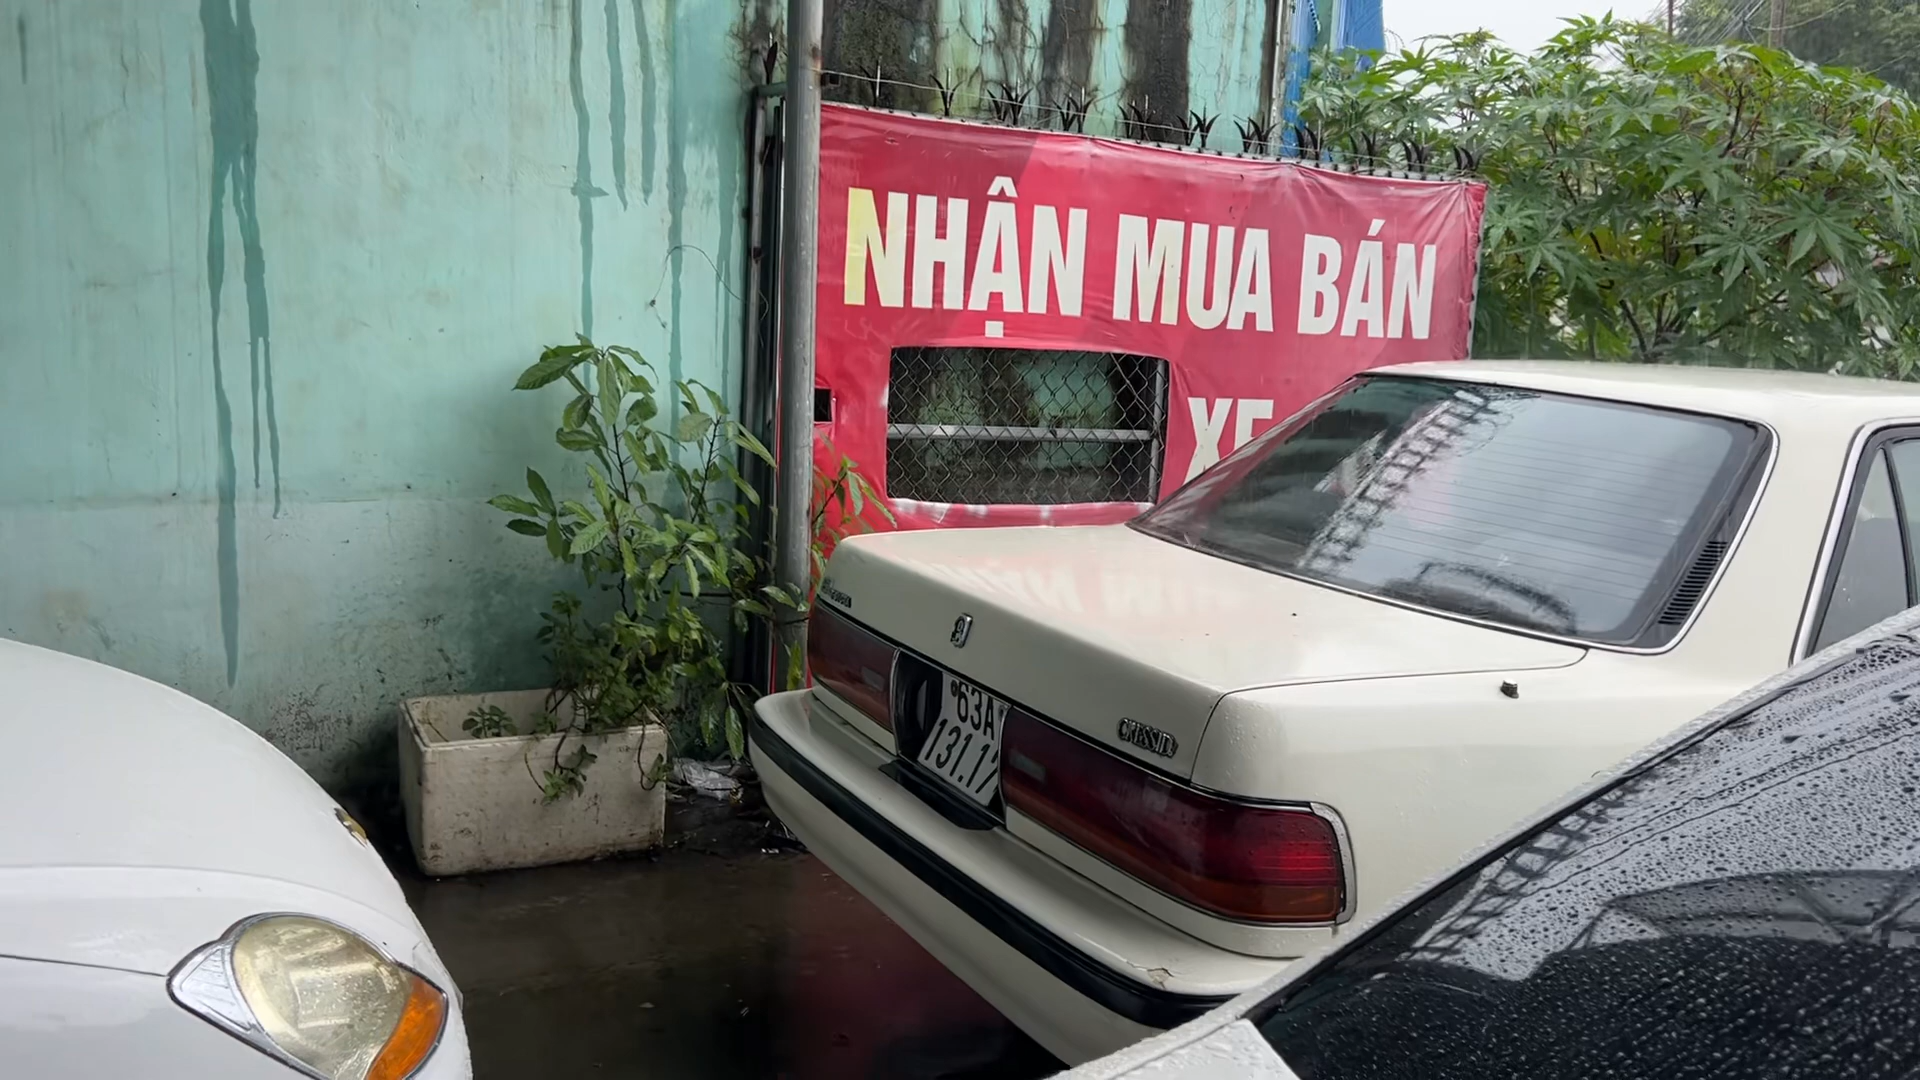 NHẬN MUA BÁN
XE
CRESSIDA
63A
131.17